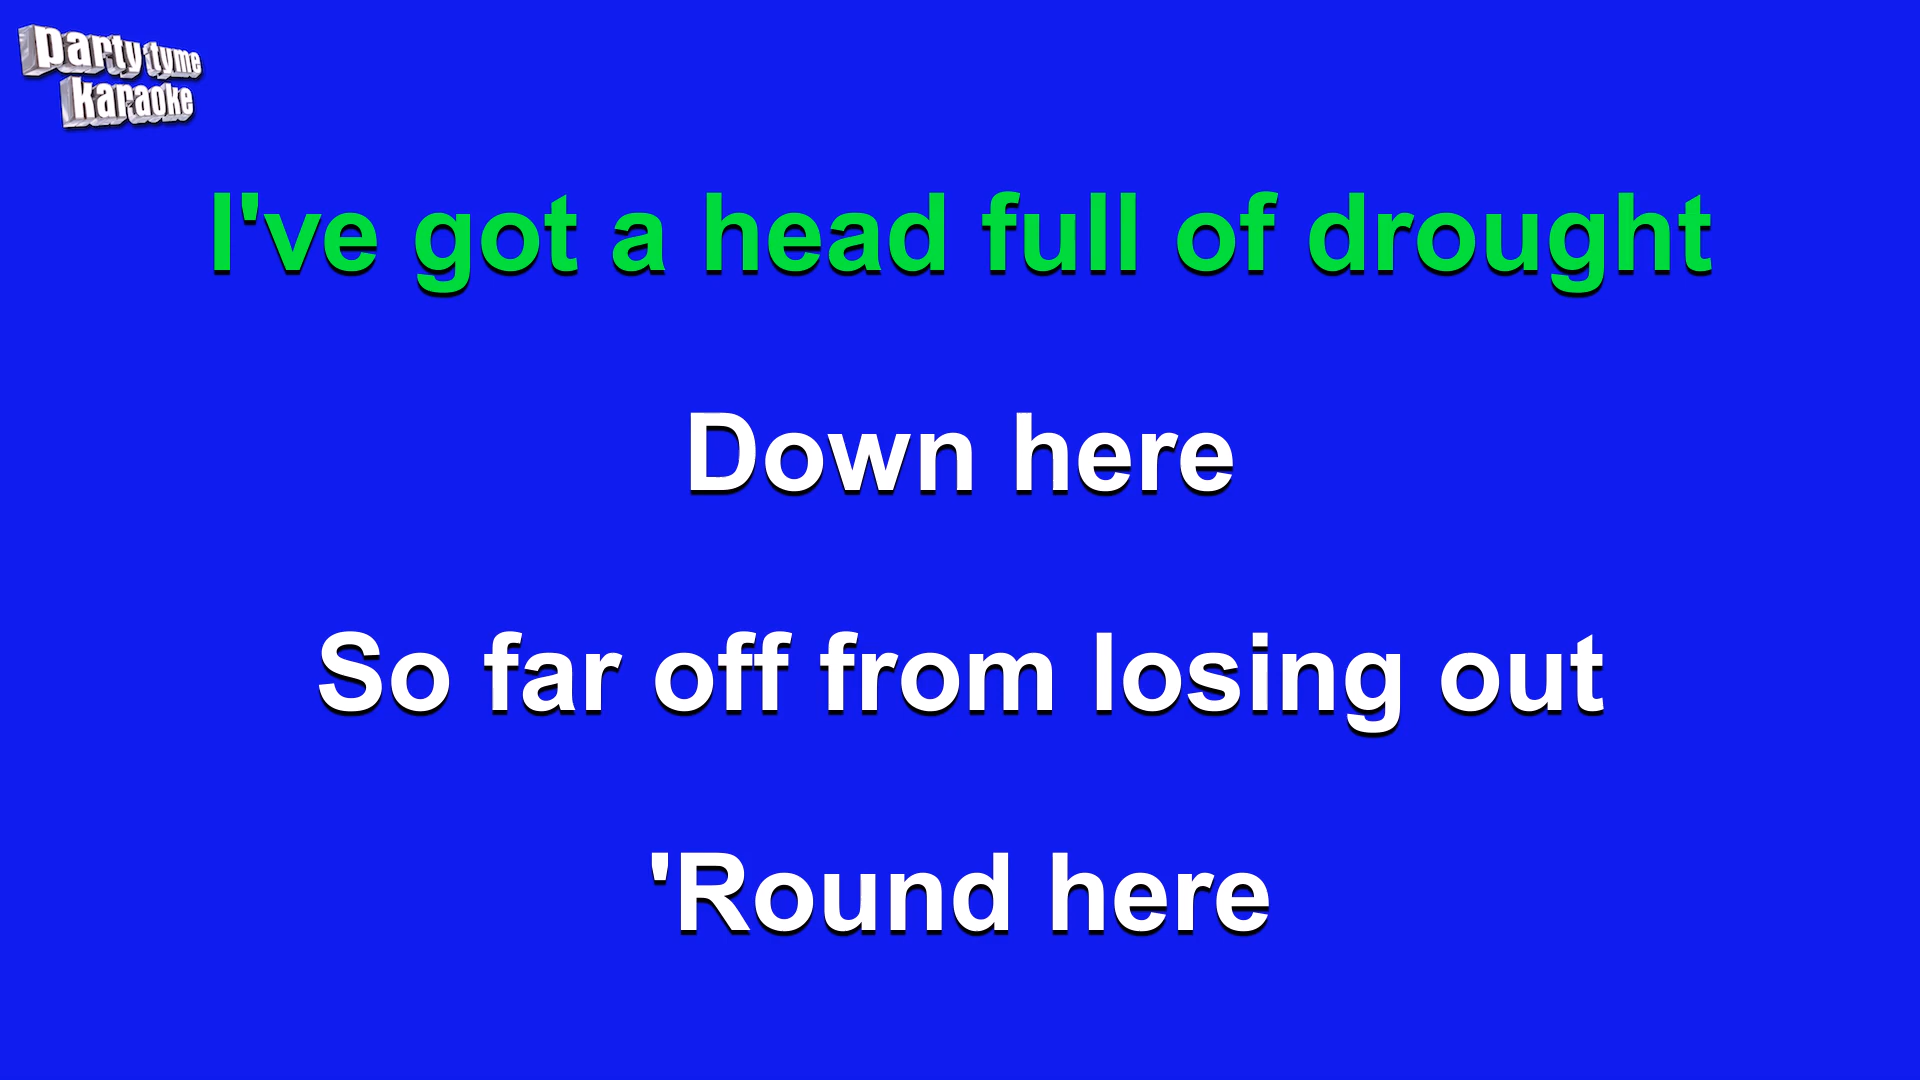 party tyme
karaoke
I've got a head full of drought
Down here
So far off from losing out
'Round here